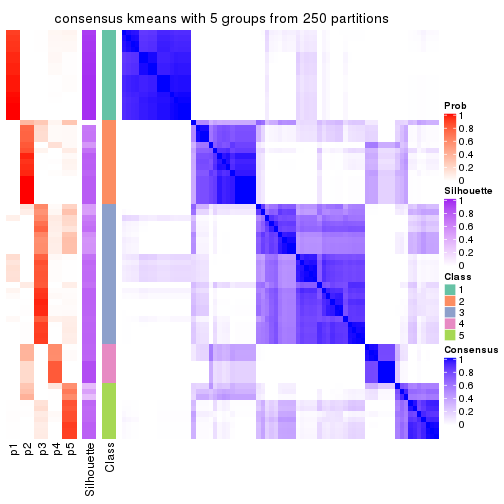 consensus kmeans with 5 groups from 250 partitions
Prob
1
0.8
0.6
0.4
0.2
0
Silhouette
1
0.8
0.6
0.4
0.2
0
Class
1
2
3
4
5
Consensus
1
0.8
0.6
0.4
0.2
0
p1
p2
p3
p4
p5
Silhouette
Class